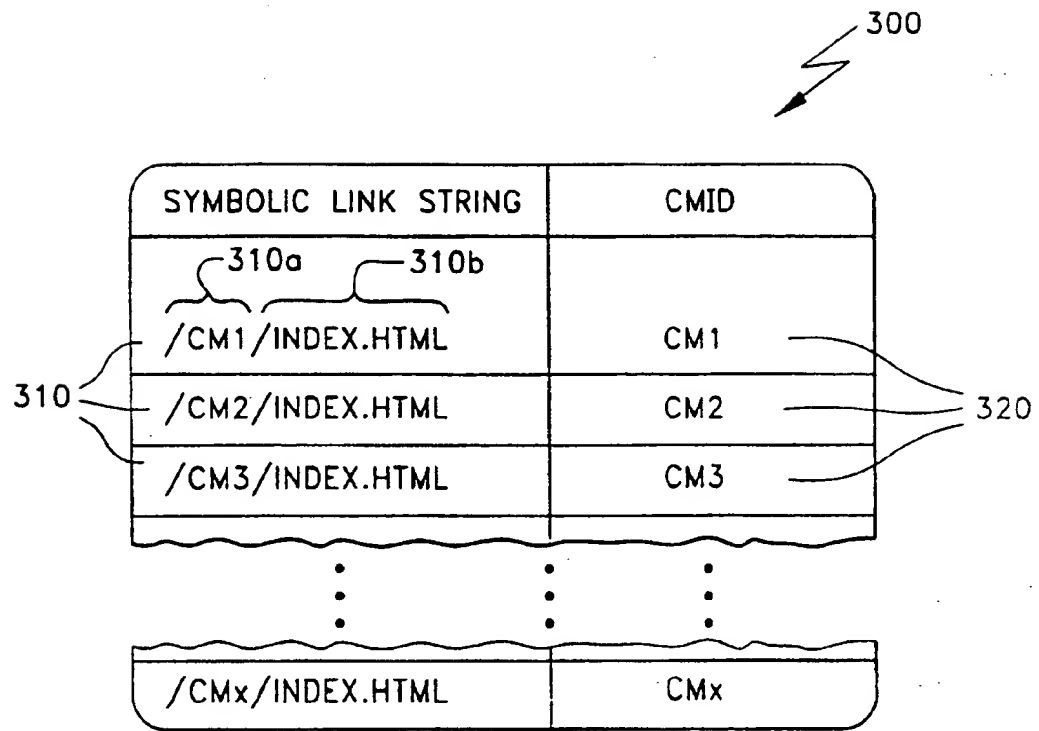 300
SYMBOLIC LINK STRING CMID
310a 310b
/CM1/INDEX.HTML CM1
310 /CM2/INDEX.HTML CM2 320
/CM3/INDEX.HTML CM3
/CMx/INDEX.HTML CMx